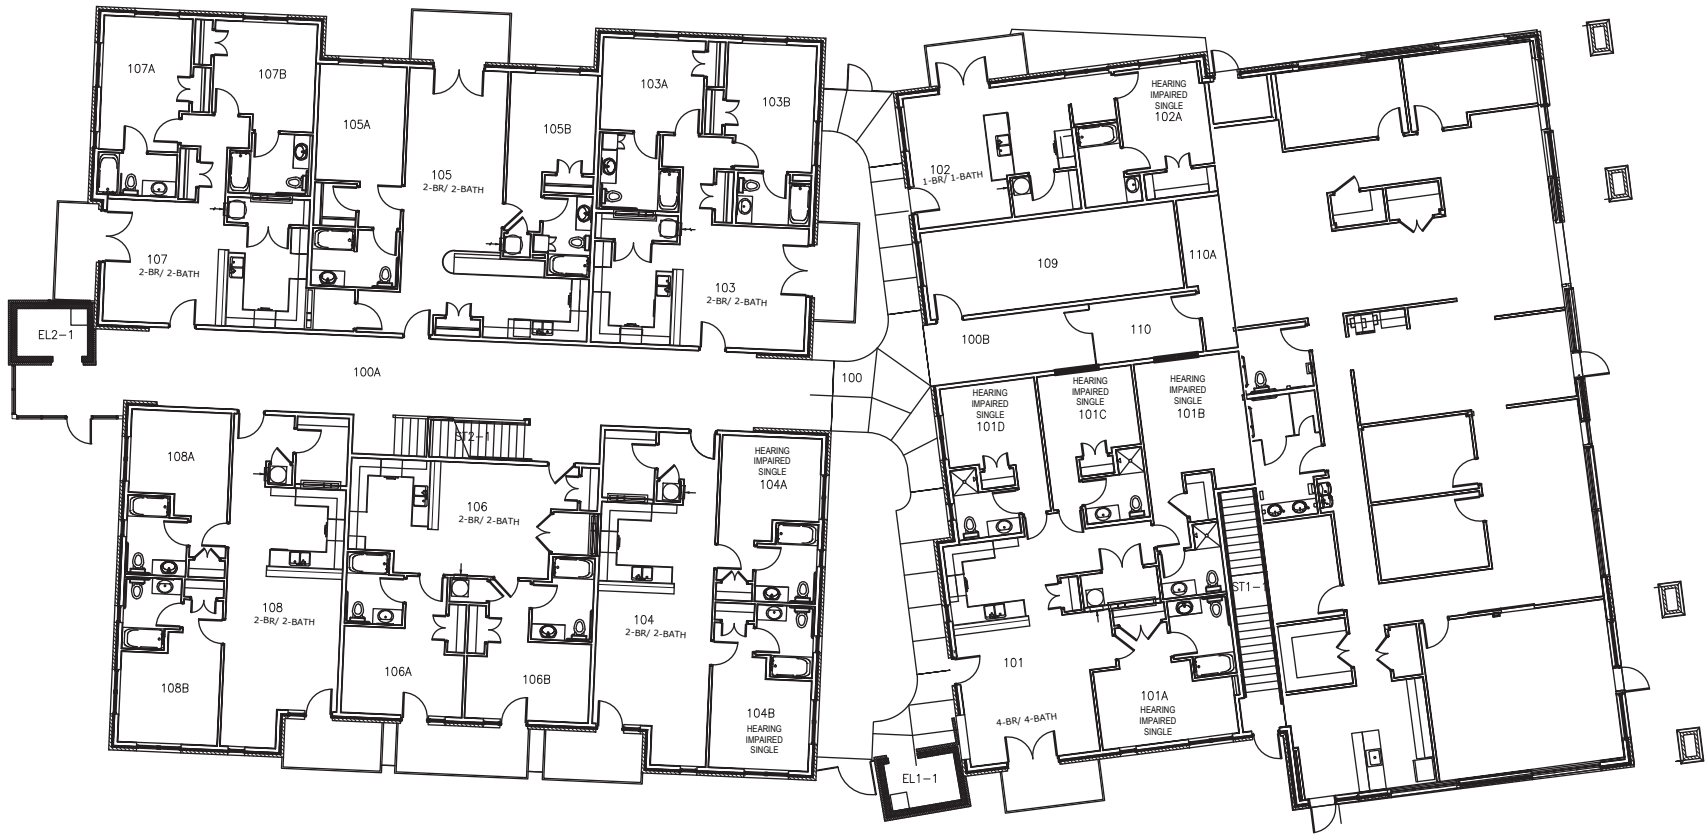 107A
107B
105A
105
2-BR/ 2-BATH
105B
103A
103B
107
2-BR/ 2-BATH
103
2-BR/ 2-BATH
EL2-1
100A
100
102
1-BR/ 1-BATH
HEARING
IMPAIRED
SINGLE
102A
109
110A
110
100B
HEARING
IMPAIRED
SINGLE
101D
HEARING
IMPAIRED
SINGLE
101C
HEARING
IMPAIRED
SINGLE
101B
108A
ST2-1
106
2-BR/ 2-BATH
HEARING
IMPAIRED
SINGLE
104A
108
2-BR/ 2-BATH
104
2-BR/ 2-BATH
108B
106A
106B
104B
HEARING
IMPAIRED
SINGLE
101
4-BR/ 4-BATH
101A
HEARING
IMPAIRED
SINGLE
ST1-1
EL1-1